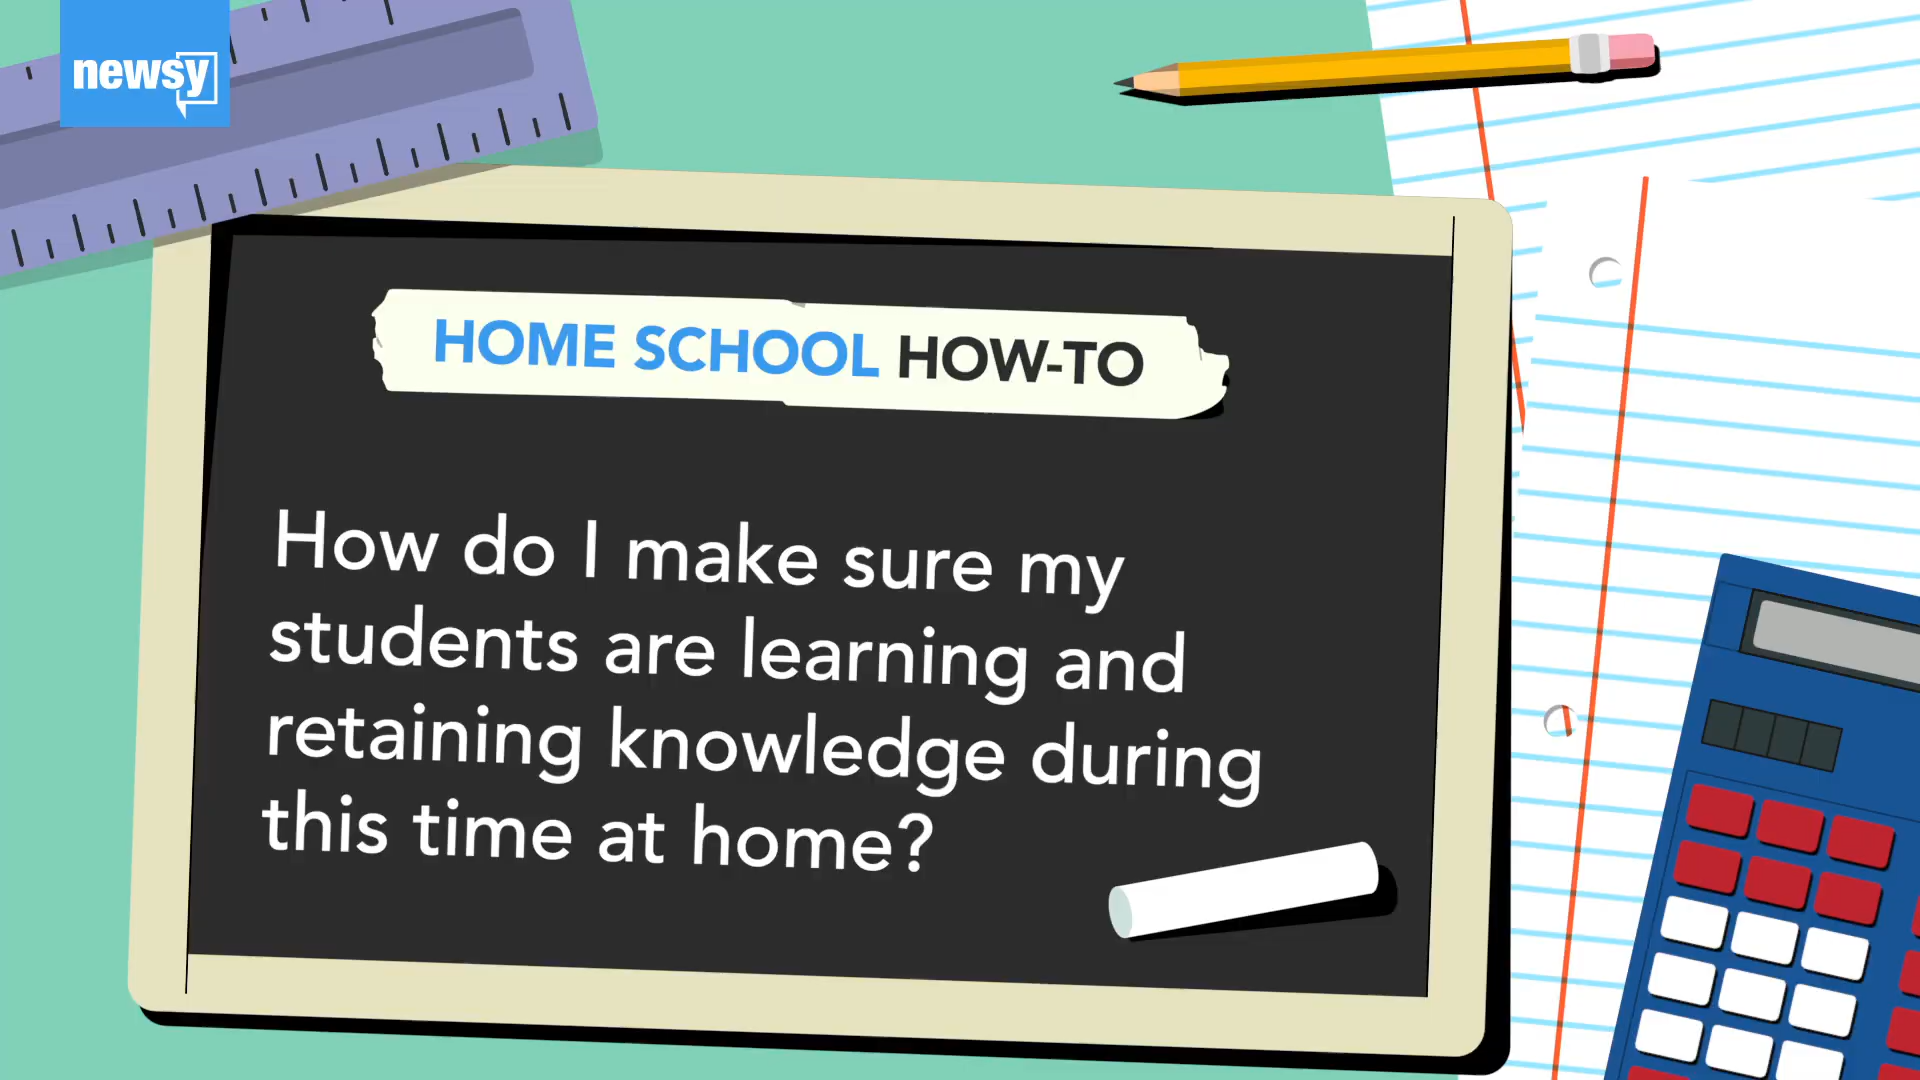 newsy
HOME SCHOOL HOW-TO
How do I make sure my
students are learning and
retaining knowledge during
this time at home?